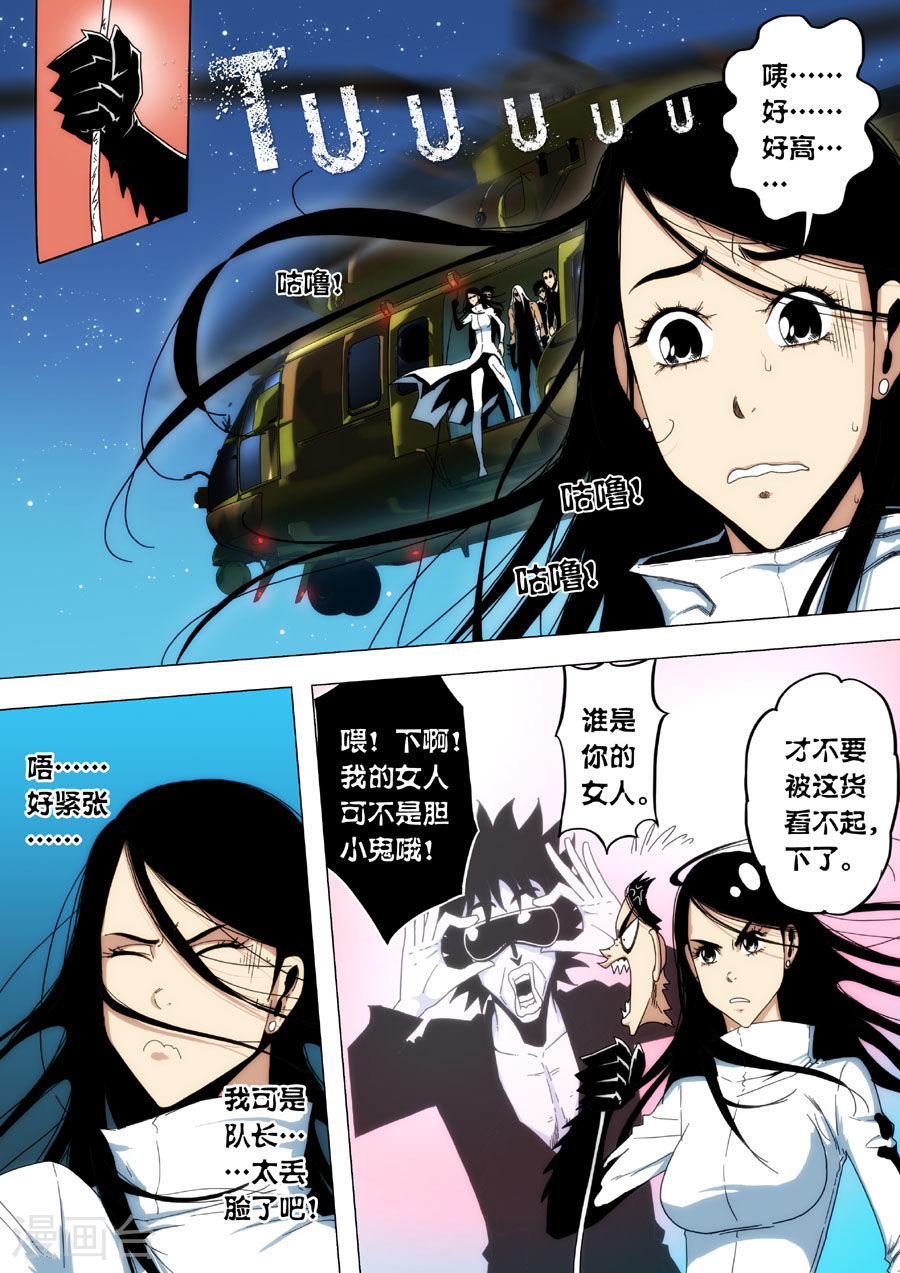 TUUUUU
咦……
好……
好高…
…
咕噜！
咕噜！
咕噜！
唔……
好紧张
……
我可是
队长…
…太丢
脸了吧！
喂！下啊！
我的女人
可不是胆
小鬼哦！
谁是
你的
女人。
才不要
被这货
看不起，
下了。
漫画台